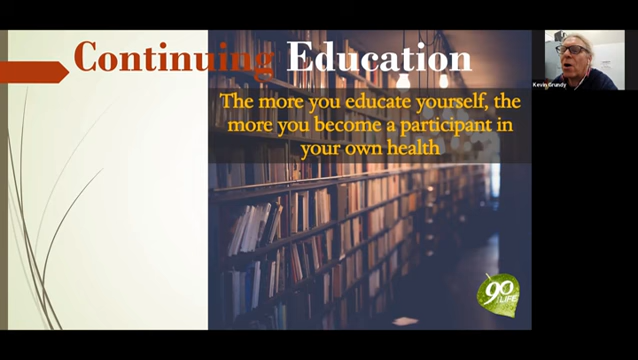 Continuing Education
The more you educate yourself, the
more you become a participant in
your own health
Kevin Grundy
90
LIFE